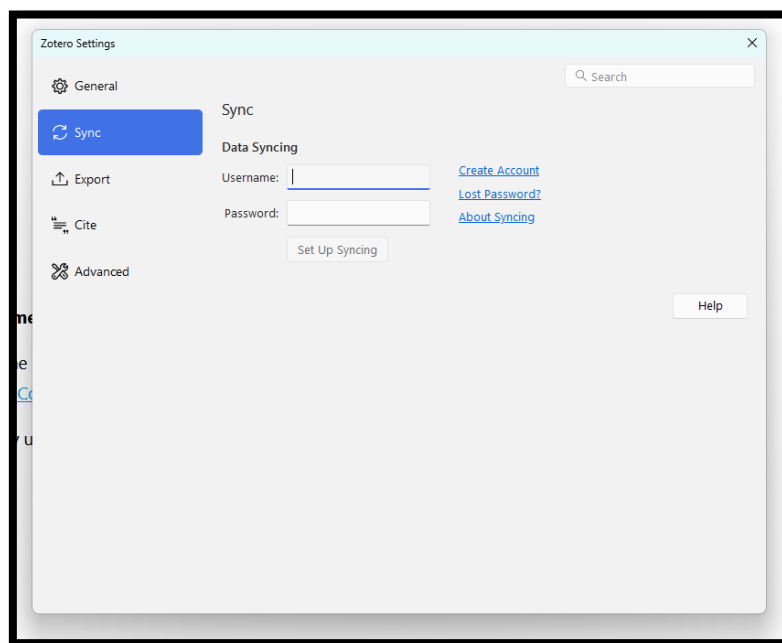 Zotero Settings
Search
General
Sync
Export
Cite
Advanced
Sync
Data Syncing
Username:
Password:
Set Up Syncing
Create Account
Lost Password?
About Syncing
Help